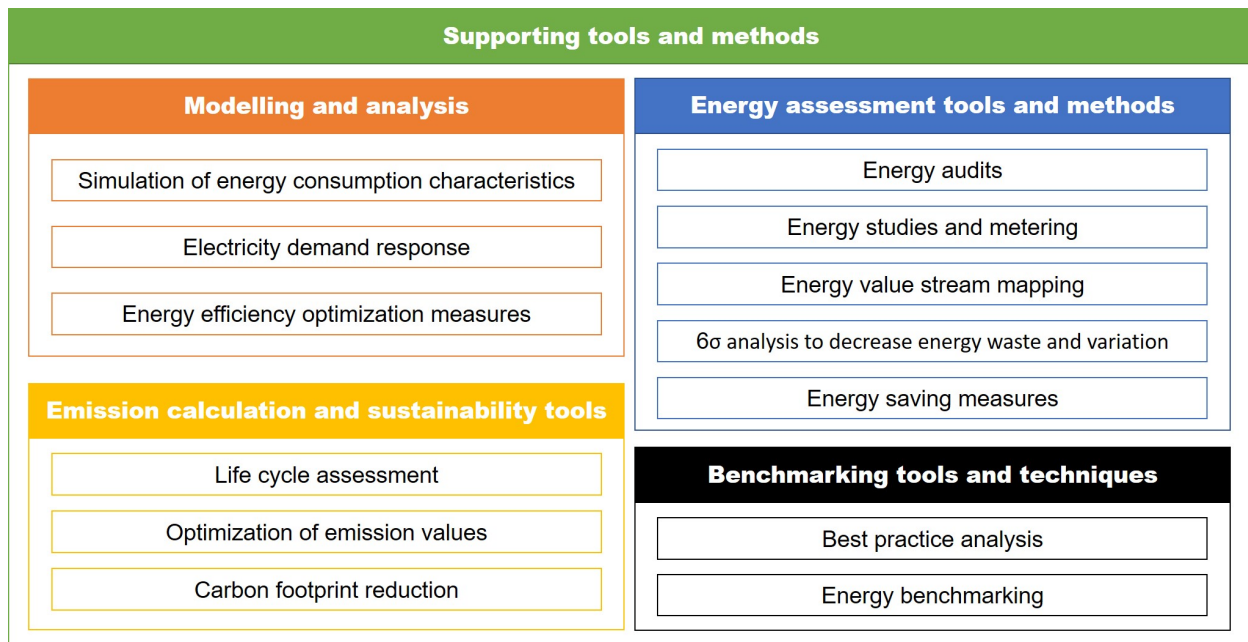 Supporting tools and methods
Modelling and analysis
Simulation of energy consumption characteristics
Electricity demand response
Energy efficiency optimization measures
Emission calculation and sustainability tools
Life cycle assessment
Optimization of emission values
Carbon footprint reduction
Energy assessment tools and methods
Energy audits
Energy studies and metering
Energy value stream mapping
6σ analysis to decrease energy waste and variation
Energy saving measures
Benchmarking tools and techniques
Best practice analysis
Energy benchmarking